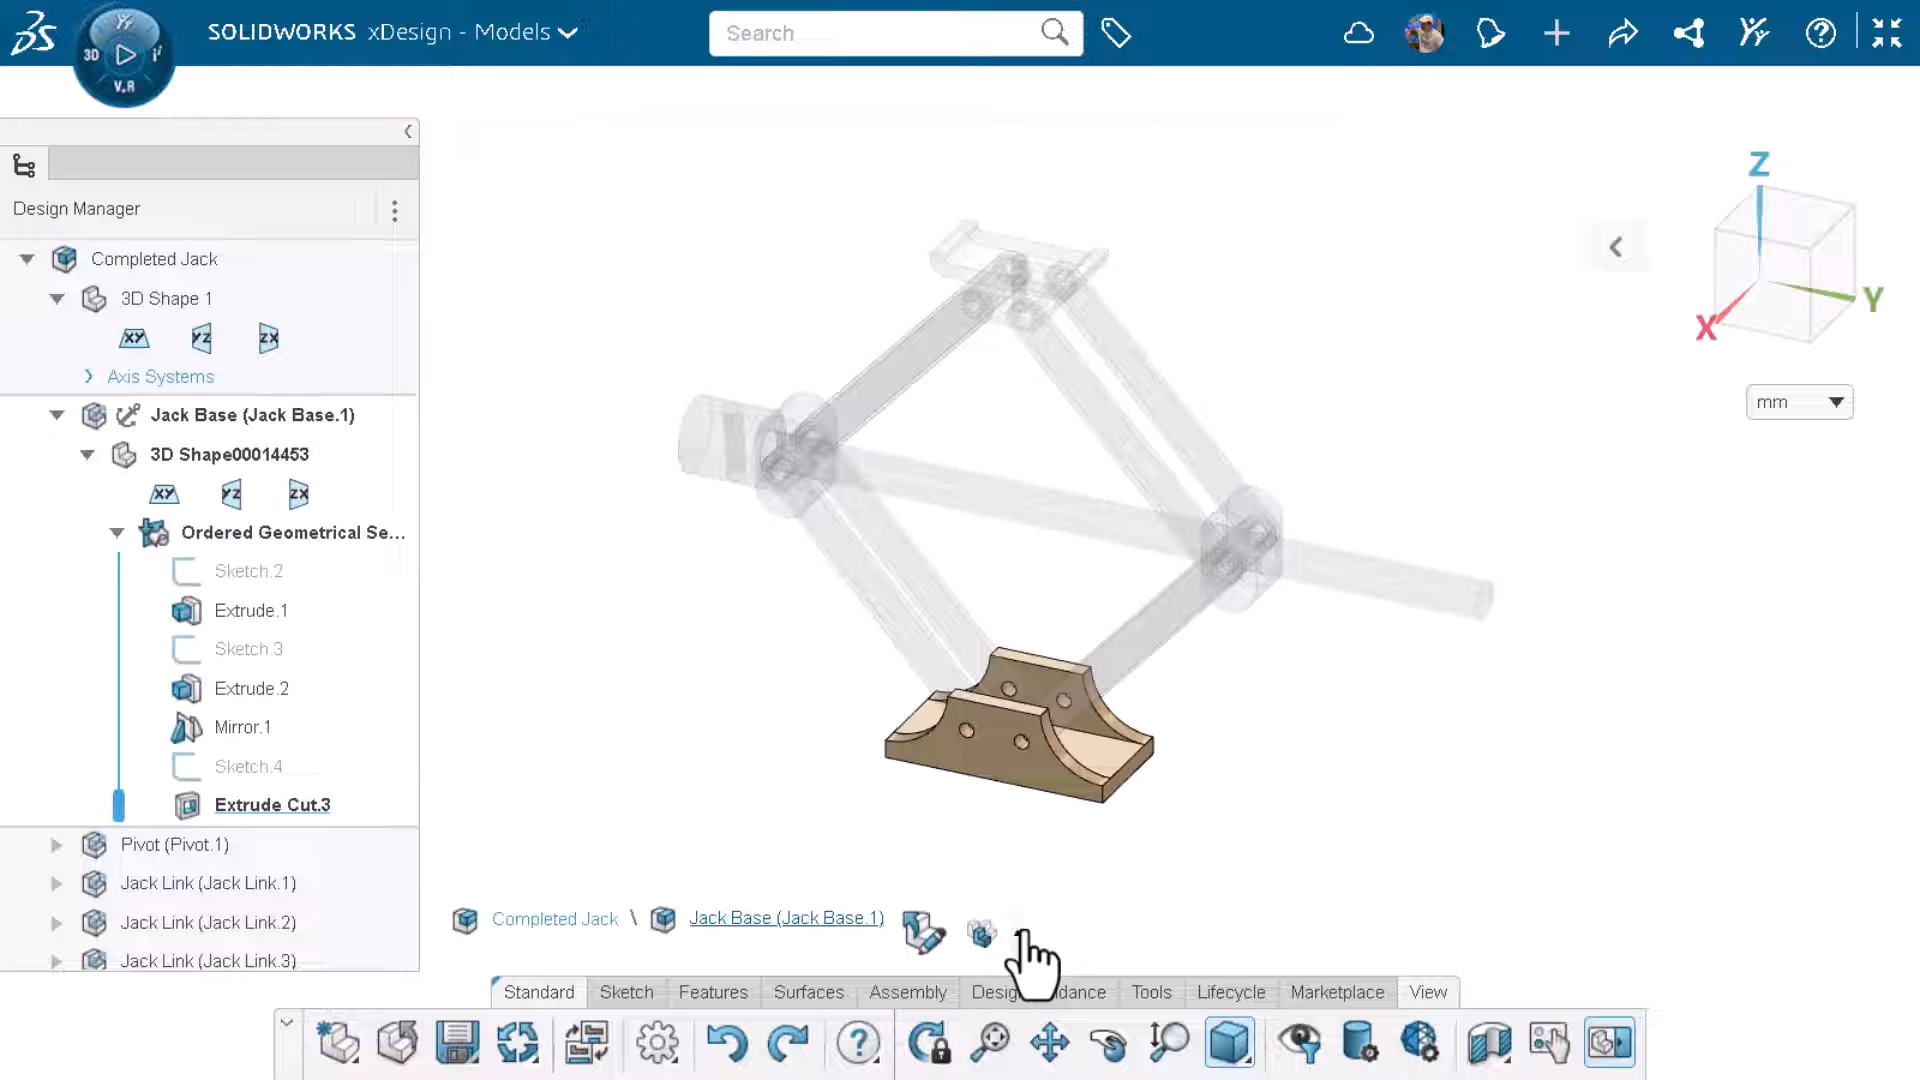 SOLIDWORKS xDesign - Models
Search
3D
V.R
Design Manager
Completed Jack
3D Shape 1
XY YZ ZX
Axis Systems
Jack Base (Jack Base.1)
3D Shape00014453
XY YZ ZX
Ordered Geometrical Se...
Sketch.2
Extrude.1
Sketch.3
Extrude.2
Mirror.1
Sketch.4
Extrude Cut.3
Pivot (Pivot.1)
Jack Link (Jack Link.1)
Jack Link (Jack Link.2)
Jack Link (Jack Link.3)
Z
Y
X
mm
Completed Jack \ Jack Base (Jack Base.1)
Standard Sketch Features Surfaces Assembly Tools Lifecycle Marketplace View